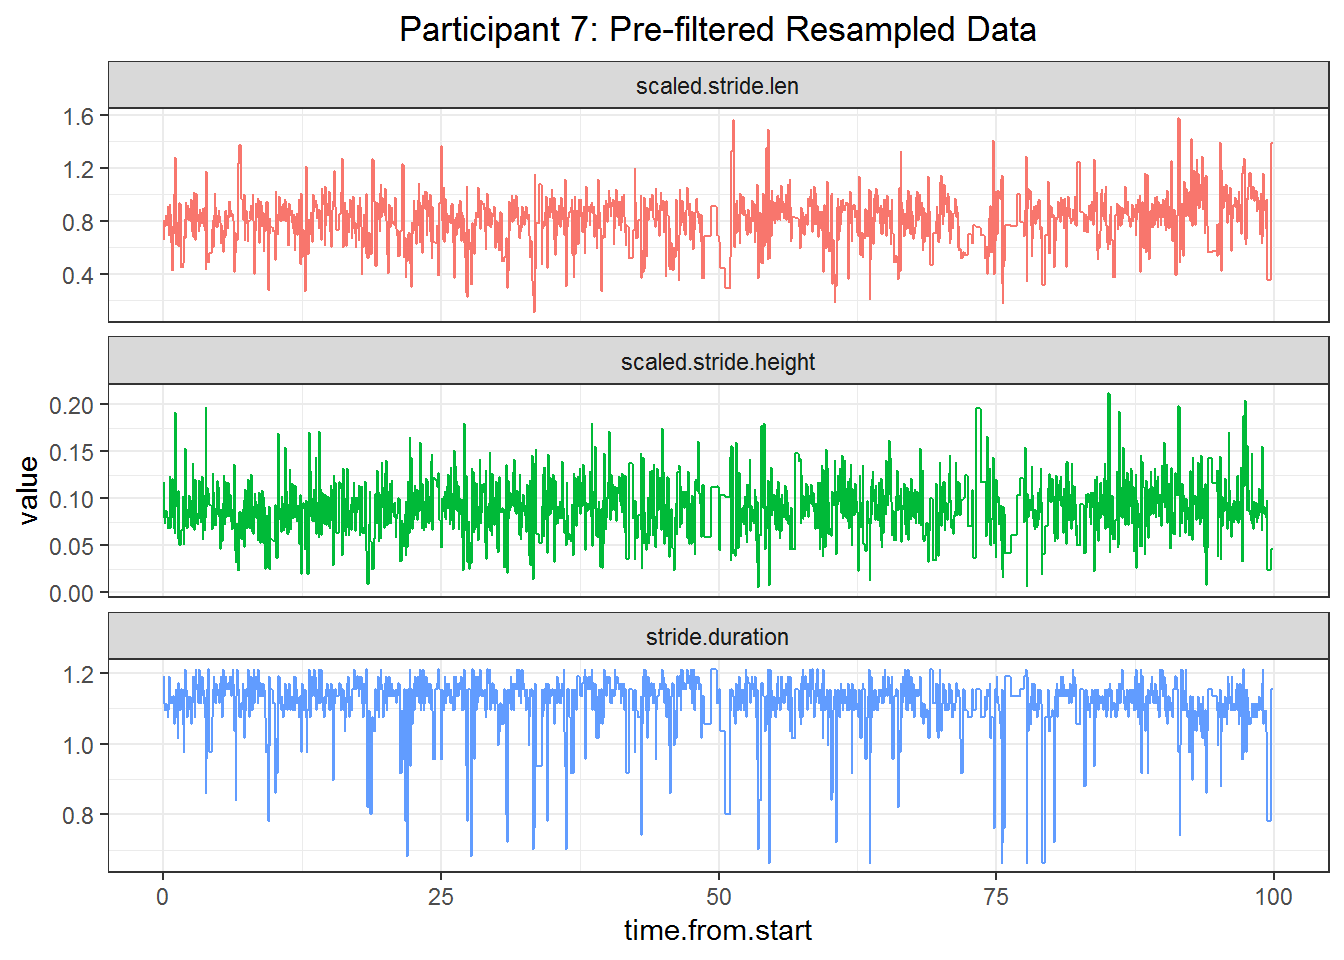 Participant 7: Pre-filtered Resampled Data
scaled.stride.len
1.6
1.2
0.8
0.4
scaled.stride.height
0.20
0.15
0.10
0.05
0.00
value
stride.duration
1.2
1.0
0.8
0 25 50 75 100
time.from.start